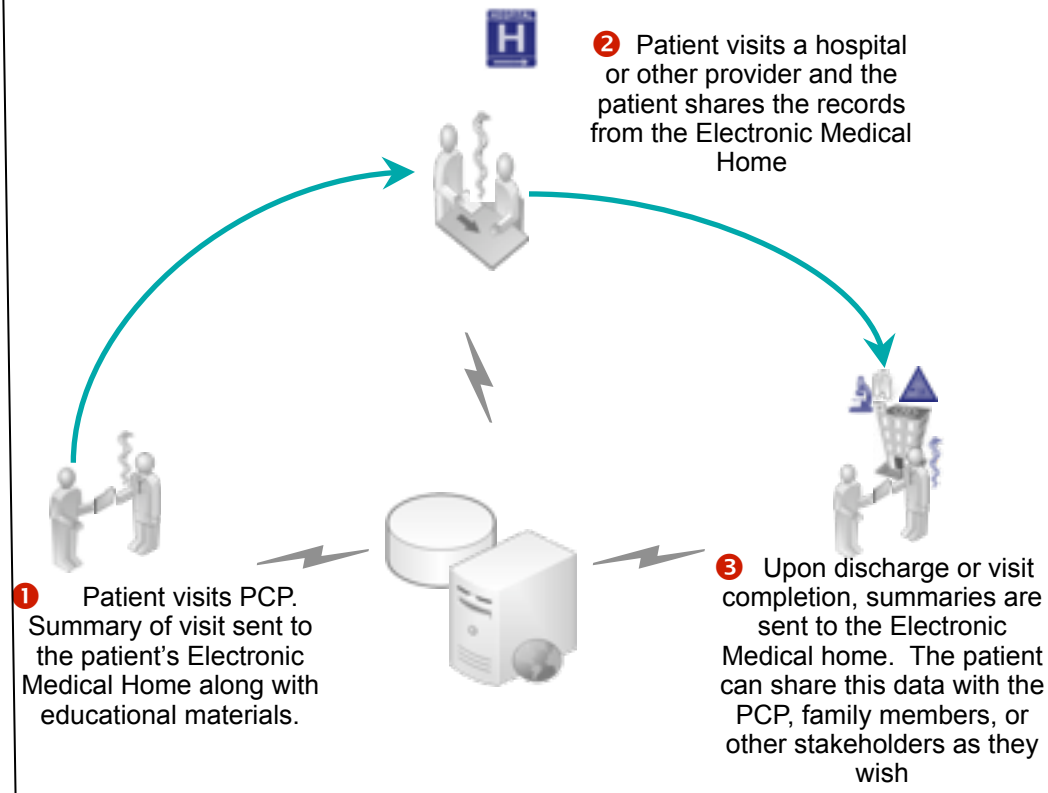 HOSPITAL
H
❷ Patient visits a hospital
or other provider and the
patient shares the records
from the Electronic Medical
Home
❶ Patient visits PCP.
Summary of visit sent to
the patient’s Electronic
Medical Home along with
educational materials.
❸ Upon discharge or visit
completion, summaries are
sent to the Electronic
Medical home. The patient
can share this data with the
PCP, family members, or
other stakeholders as they
wish